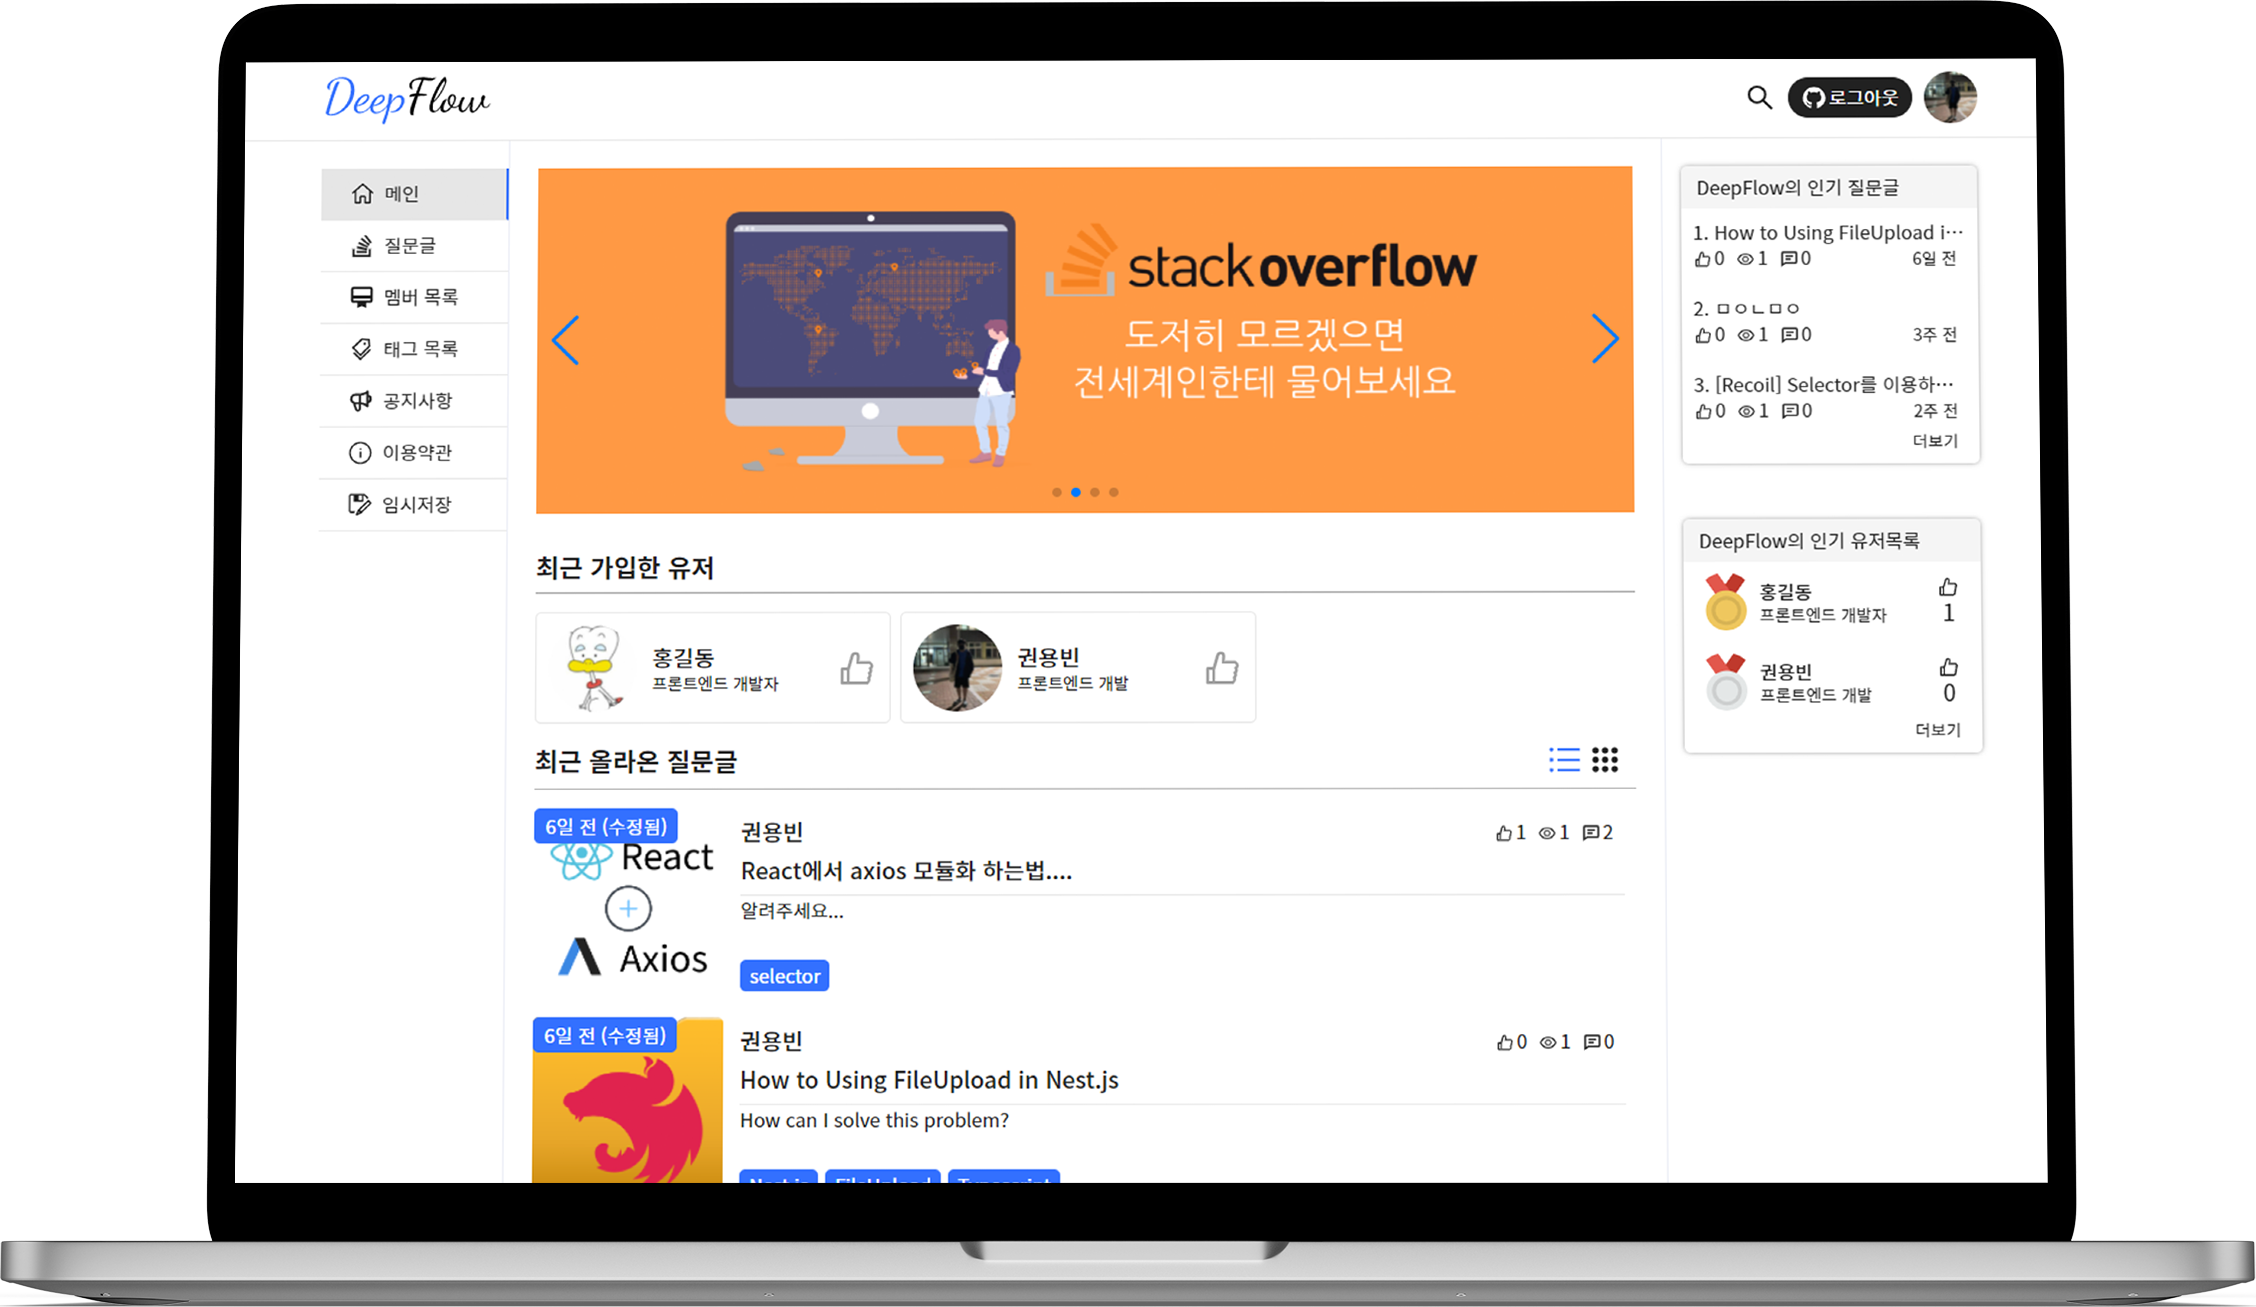 DeepFlow
로그아웃
메인
질문글
멤버 목록
태그 목록
공지사항
이용약관
임시저장
stackoverflow
도저히 모르겠으면
전세계인한테 물어보세요
최근 가입한 유저
홍길동
프론트엔드 개발자
권용빈
프론트엔드 개발
최근 올라온 질문글
6일 전 (수정됨)
React
Axios
권용빈
1 1 2
React에서 axios 모듈화 하는법....
알려주세요...
selector
6일 전 (수정됨)
권용빈
0 1 0
How to Using FileUpload in Nest.js
How can I solve this problem?
Nest.js FileUpload Typescript
DeepFlow의 인기 질문글
1. How to Using FileUpload i…
0 1 0 6일 전
2. ㅁㅇㄴㅁㅇ
0 1 0 3주 전
3. [Recoil] Selector를 이용하…
0 1 0 2주 전
더보기
DeepFlow의 인기 유저목록
홍길동
프론트엔드 개발자
1
권용빈
프론트엔드 개발
0
더보기